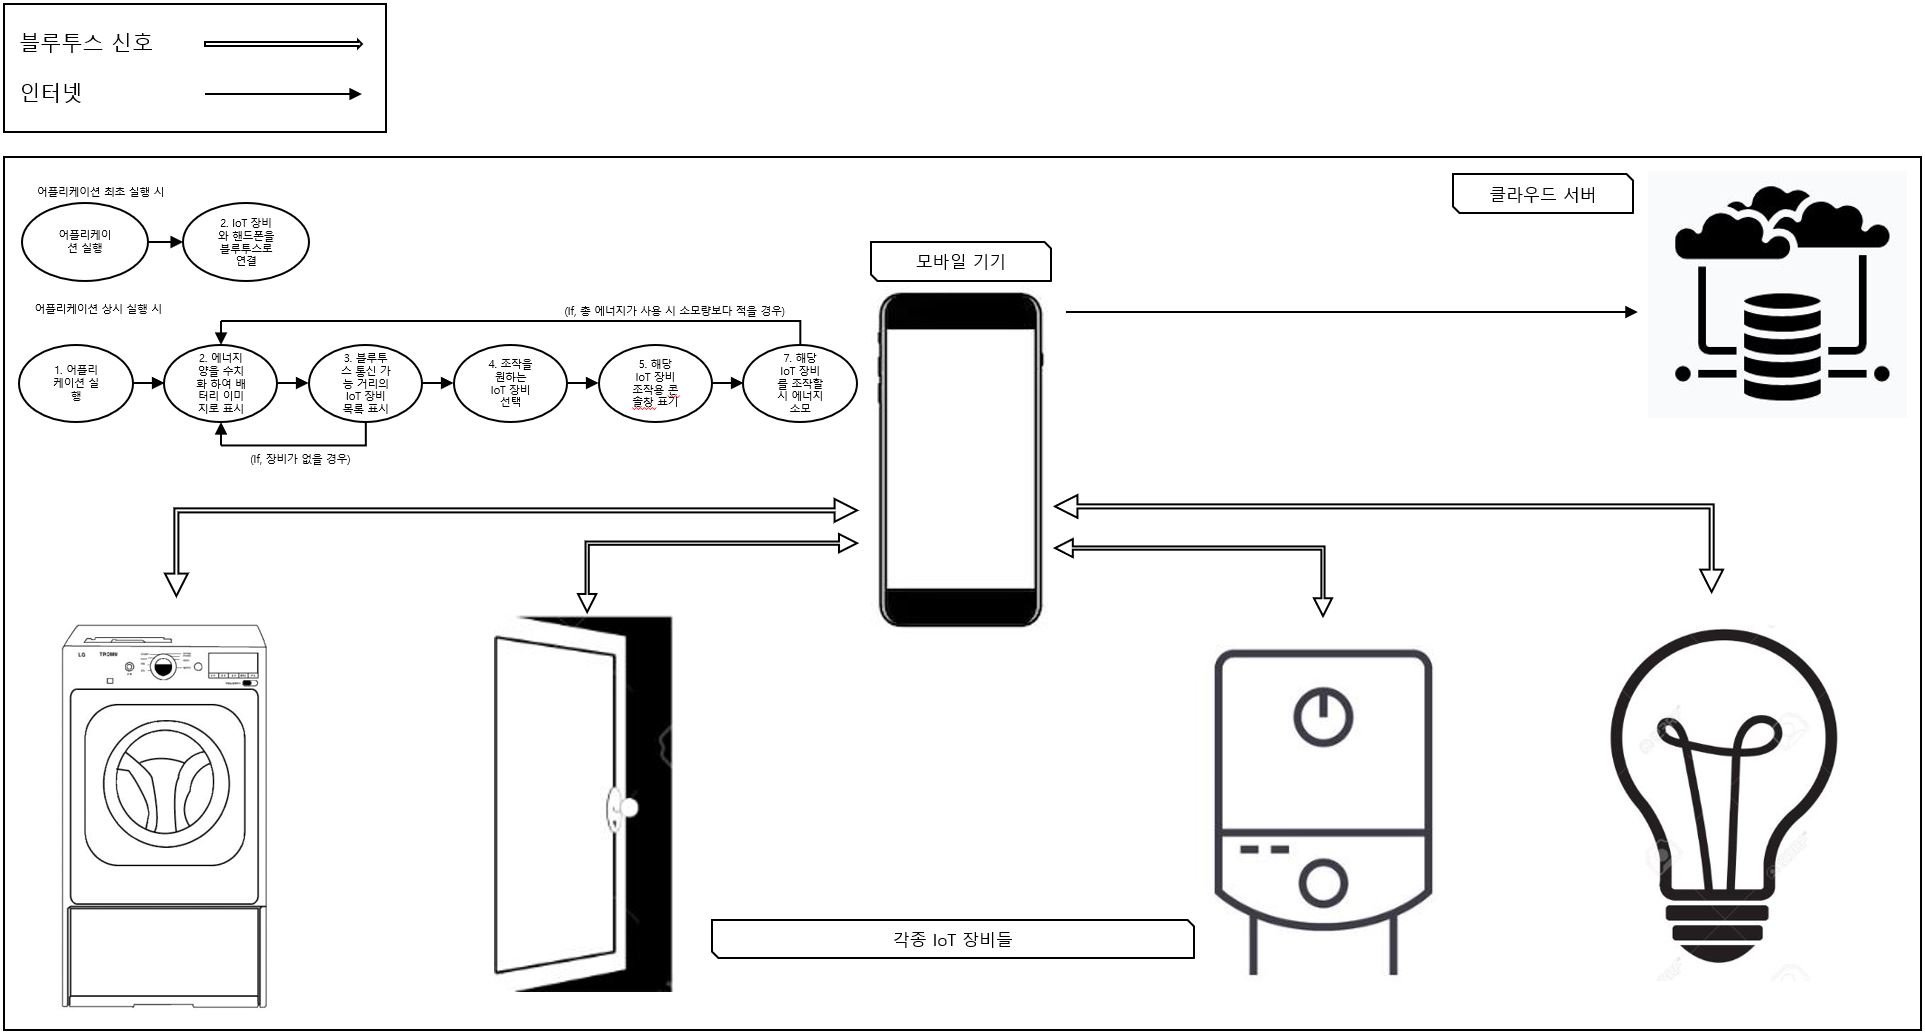 블루투스 신호
인터넷
어플리케이션 최초 실행 시
어플리케이
션 실행
2. IoT 장비
와 핸드폰을
블루투스로
연결
클라우드 서버
모바일 기기
어플리케이션 상시 실행 시
(If, 총 에너지가 사용 시 소모량보다 적을 경우)
1. 어플리
케이션 실
행
2. 에너지
양을 수치
화 하여 배
터리 이미
지로 표시
3. 블루투
스 통신 가
능 거리의
IoT 장비
목록 표시
4. 조작을
원하는
IoT 장비
선택
5. 해당
IoT 장비
조작용 콘
솔창 표기
7. 해당
IoT 장비
를 조작할
시 에너지
소모
(If, 장비가 없을 경우)
LG
TROMM
각종 IoT 장비들